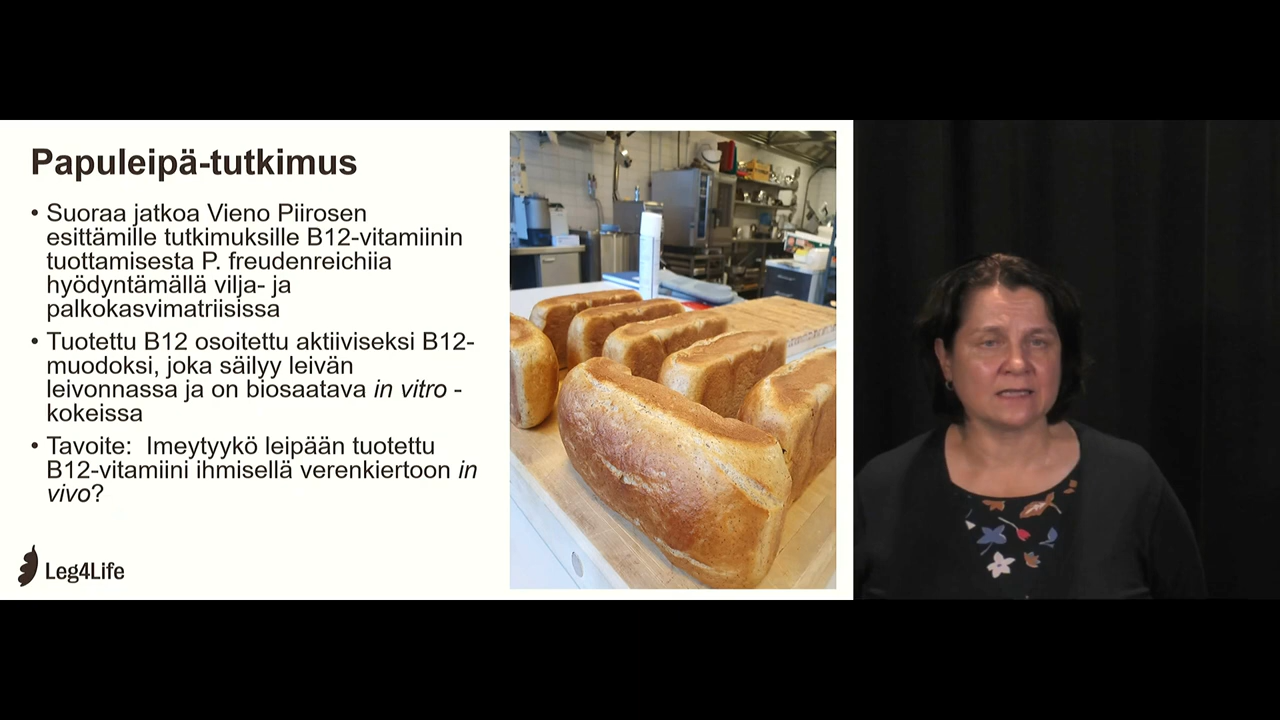 Papuleipä-tutkimus
• Suoraa jatkoa Vieno Piirosen
esittämille tutkimuksille B12-vitamiinin
tuottamisesta P. freudenreichiia
hyödyntämällä vilja- ja
palkokasvimatriisissa
• Tuotettu B12 osoitettu aktiiviseksi B12-
muodoksi, joka säilyy leivän
leivonnassa ja on biosaatava in vitro -
kokeissa
• Tavoite:  Imeytyykö leipään tuotettu
B12-vitamiini ihmisellä verenkiertoon in
vivo?
Leg4Life